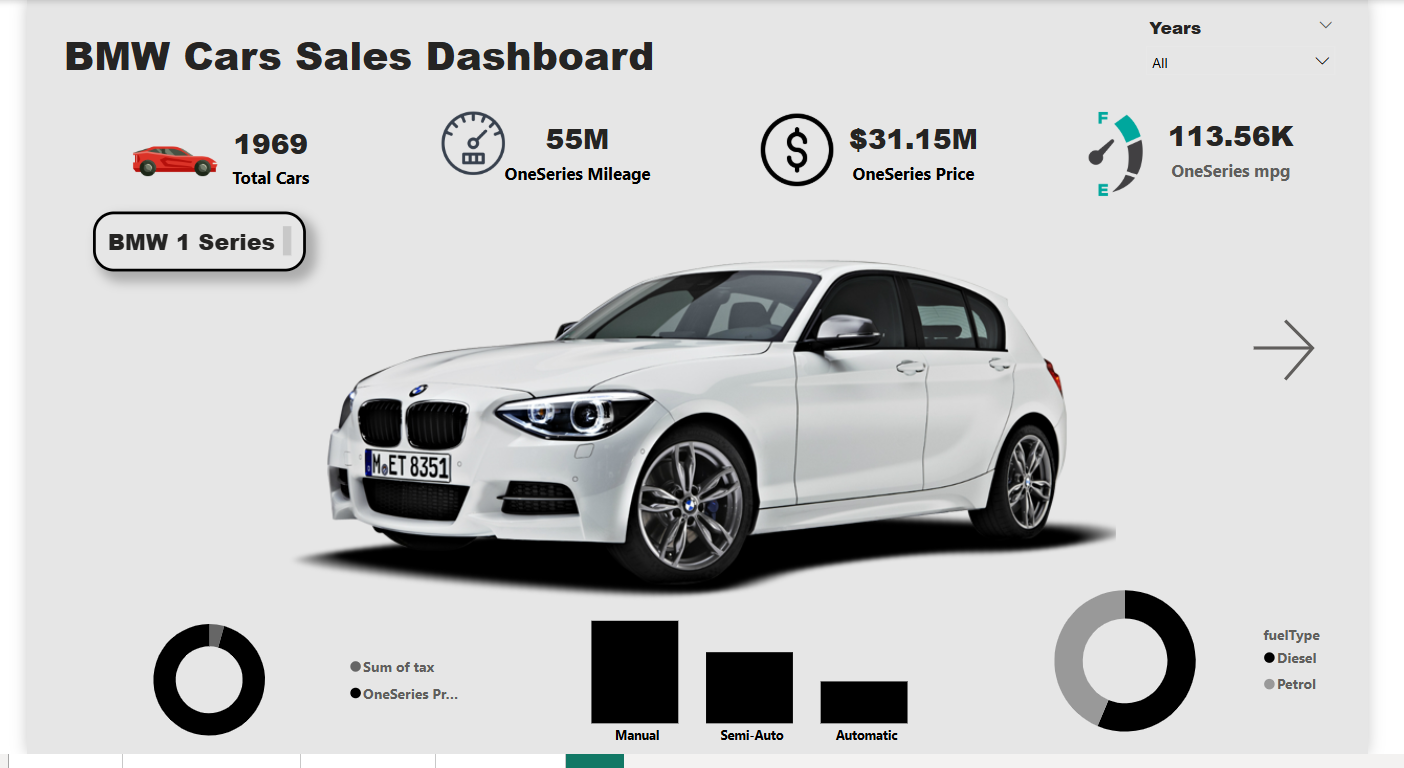 BMW Cars Sales Dashboard
Years
All
1969
Total Cars
55M
OneSeries Mileage
$31.15M
OneSeries Price
F
E
113.56K
OneSeries mpg
BMW 1 Series
M ET 8351
Sum of tax
OneSeries Pr...
Manual
Semi-Auto
Automatic
fuelType
Diesel
Petrol